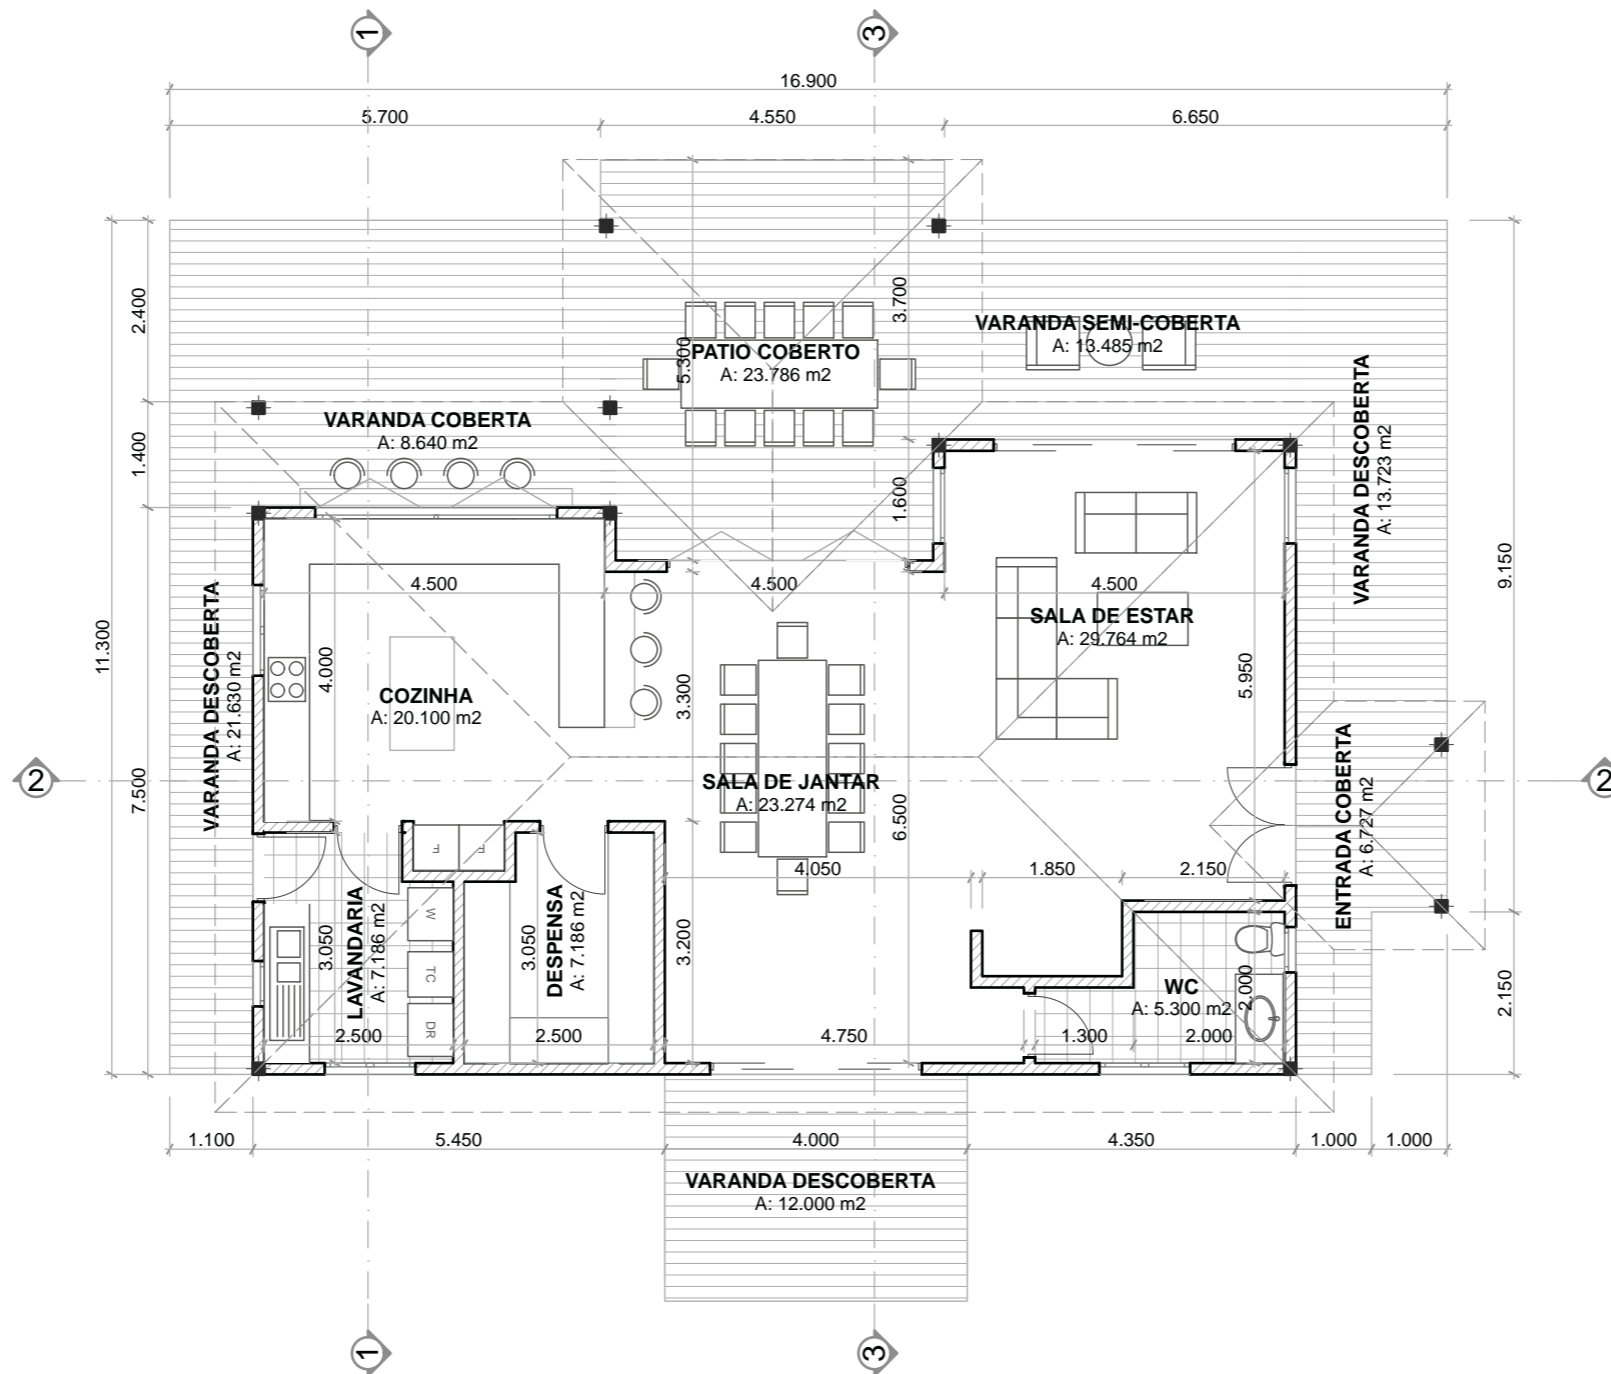 1
3
16.900
5.700
4.550
6.650
2.400
3.700
VARANDA SEMI-COBERTA
A: 13.485 m2
5.300
PATIO COBERTO
A: 23.786 m2
VARANDA DESCOBERTA
A: 13.723 m2
VARANDA COBERTA
A: 8.640 m2
1.400
1.600
9.150
11.300
4.500
4.500
4.500
SALA DE ESTAR
A: 29.764 m2
VARANDA DESCOBERTA
A: 21.630 m2
4.000
COZINHA
A: 20.100 m2
3.300
5.950
2
7.500
SALA DE JANTAR
A: 23.274 m2
6.500
ENTRADA COBERTA
A: 6.727 m2
2
F
F
4.050
1.850
2.150
LAVANDARIA
A: 7.186 m2
3.050
W
TC
DR
DESPENSA
A: 7.186 m2
3.050
3.200
WC
A: 5.300 m2
2.000
2.150
2.500
2.500
4.750
1.300
2.000
1.100
5.450
4.000
4.350
1.000
1.000
VARANDA DESCOBERTA
A: 12.000 m2
1
3